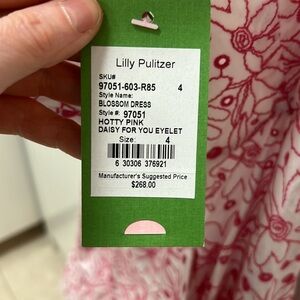 Lilly Pulitzer
SKU#
97051-603-R85 4
Style Name:
BLOSSOM DRESS
Style #: 97051
HOTTY PINK
DAISY FOR YOU EYELET
Size: 4
6 30306 376921
Manufacturer's Suggested Price
$268.00